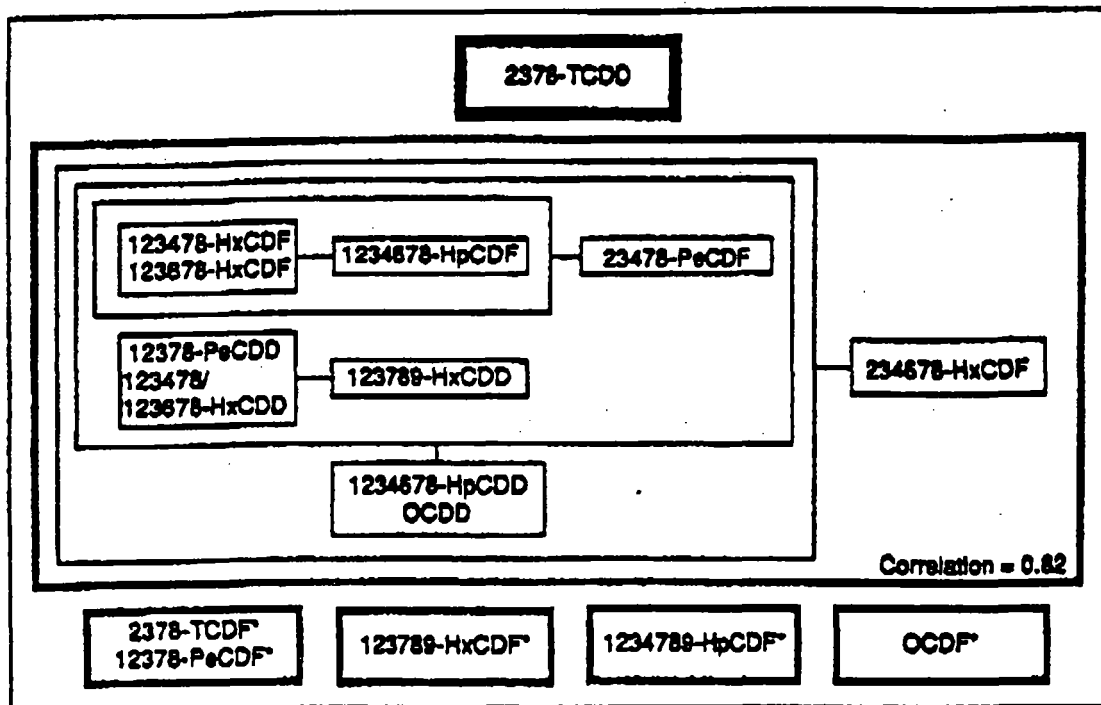 2378-TCDD
123478-HxCDF
123678-HxCDF
1234678-HpCDF
23478-PeCDF
12378-PeCDD
123478/
123678-HxCDD
123789-HxCDD
234678-HxCDF
1234678-HpCDD
OCDD
Correlation = 0.62
2378-TCDF*
12378-PeCDF*
123789-HxCDF*
1234789-HpCDF*
OCDF*